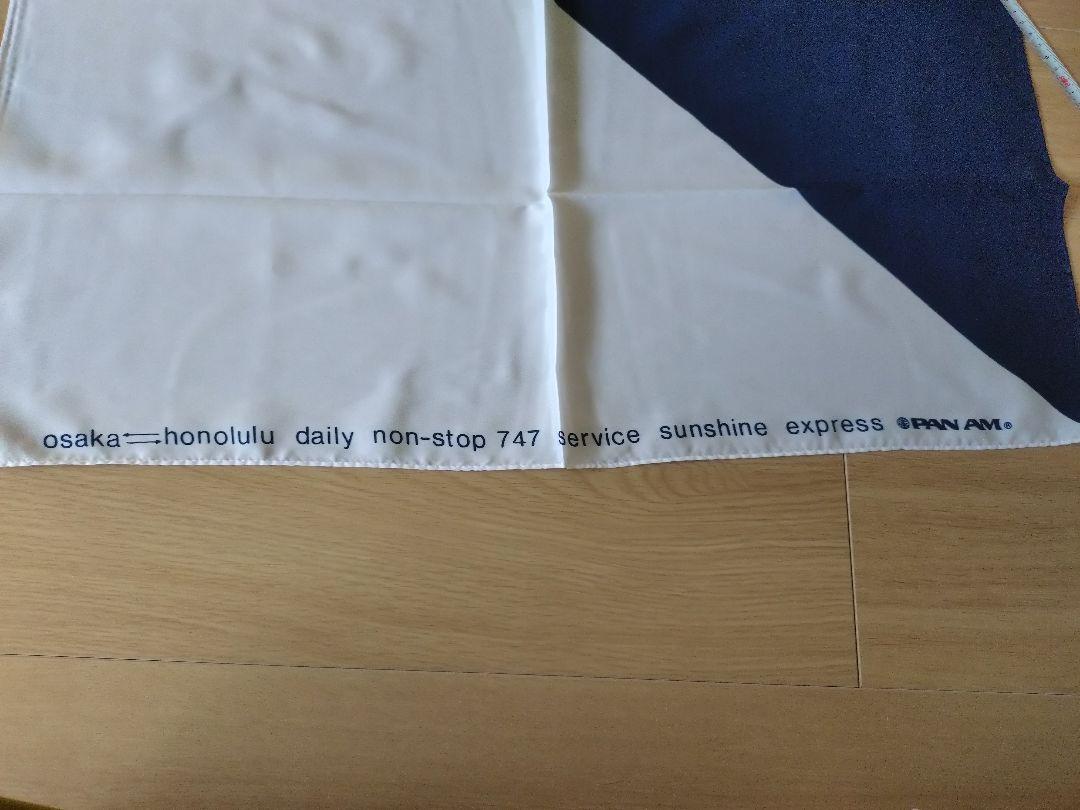 osaka⇄honolulu daily non-stop 747 service sunshine express PAN AM®